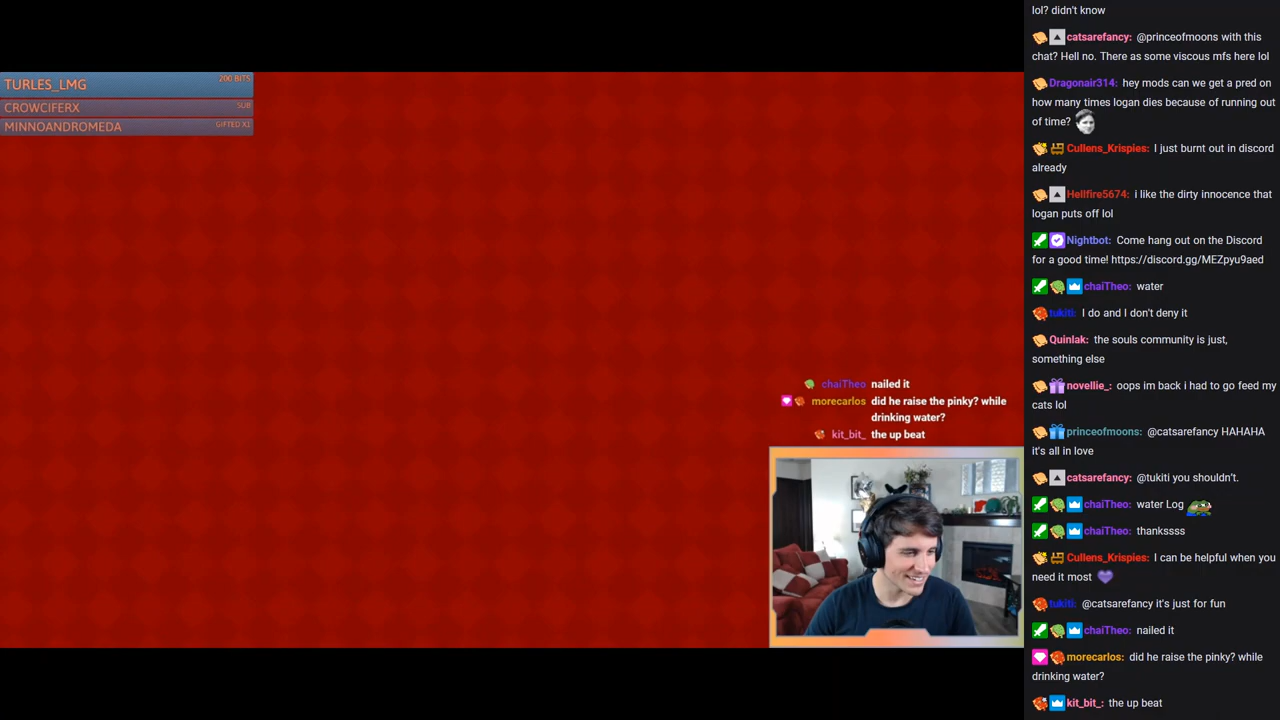 TURLES_LMG 200 BITS
CROWCIFERX SUB
MINNOANDROMEDA GIFTED X1
chaiTheo nailed it
morecarlos did he raise the pinky? while
drinking water?
kit_bit_ the up beat
lol? didn't know
catsarefancy: @princeofmoons with this
chat? Hell no. There as some viscous mfs here lol
Dragonair314: hey mods can we get a pred on
how many times logan dies because of running out
of time?
Cullens_Krispies: I just burnt out in discord
already
Hellfire5674: i like the dirty innocence that
logan puts off lol
Nightbot: Come hang out on the Discord
for a good time! https://discord.gg/MEZpyu9aed
chaiTheo: water
tukiti: I do and I don't deny it
Quinlak: the souls community is just,
something else
novellie_: oops im back i had to go feed my
cats lol
princeofmoons: @catsarefancy HAHAHA
it's all in love
catsarefancy: @tukiti you shouldn't.
chaiTheo: water Log
chaiTheo: thankssss
Cullens_Krispies: I can be helpful when you
need it most
tukiti: @catsarefancy it's just for fun
chaiTheo: nailed it
morecarlos: did he raise the pinky? while
drinking water?
kit_bit_: the up beat